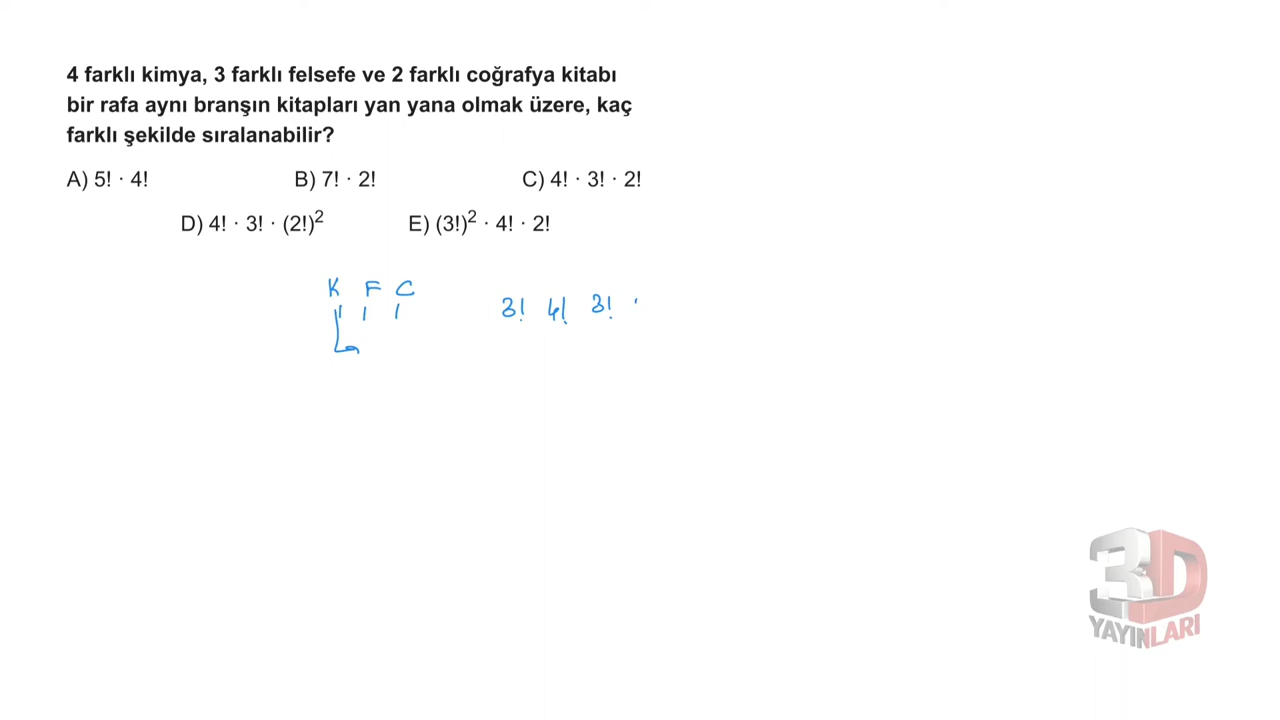 4 farklı kimya, 3 farklı felsefe ve 2 farklı coğrafya kitabı
bir rafa aynı branşın kitapları yan yana olmak üzere, kaç
farklı şekilde sıralanabilir?
A) 5! · 4! B) 7! · 2! C) 4! · 3! · 2!
D) 4! · 3! · (2!)² E) (3!)² · 4! · 2!
K F C
3! 4! 3!
3D
YAYINLARI